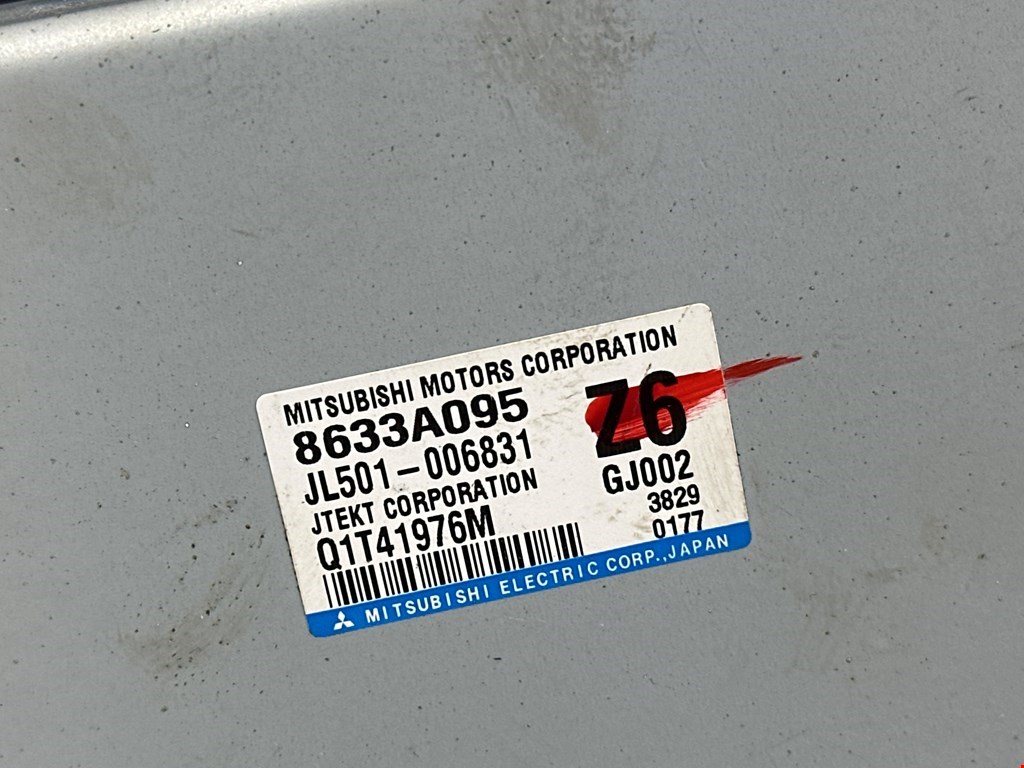 MITSUBISHI MOTORS CORPORATION
8633A095
Z6
JL501-006831
GJ002
JTEKT CORPORATION
3829
Q1T41976M
0177
MITSUBISHI ELECTRIC CORP.,JAPAN